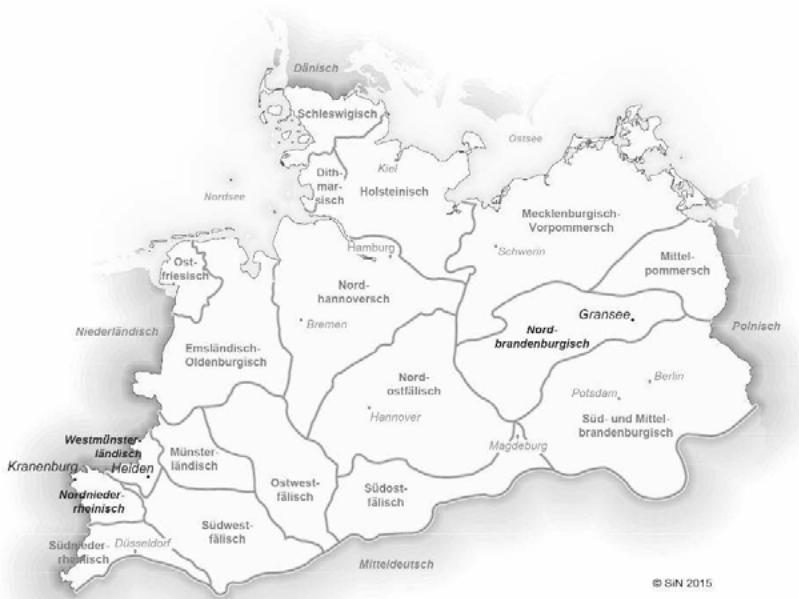 Dänisch
Schleswigisch
Ostsee
Kiel
Dith-
mar-
sisch
Holsteinisch
Nordsee
Mecklenburgisch-
Vorpommersch
Hamburg
Schwerin
Mittel-
pommersch
Ost-
friesisch
Nord-
hannoversch
Bremen
Gransee
Nord-
brandenburgisch
Polnisch
Niederländisch
Emsländisch-
Oldenburgisch
Nord-
ostfälisch
Hannover
Berlin
Potsdam
Süd- und Mittel-
brandenburgisch
Magdeburg
Westmünster-
ländisch
Kranenburg
Heiden
Münster-
ländisch
Nordnieder-
rheinisch
Ostwest-
fälisch
Südost-
fälisch
Südwest-
fälisch
Südnieder-
rheinisch
Düsseldorf
Mitteldeutsch
© SiN 2015